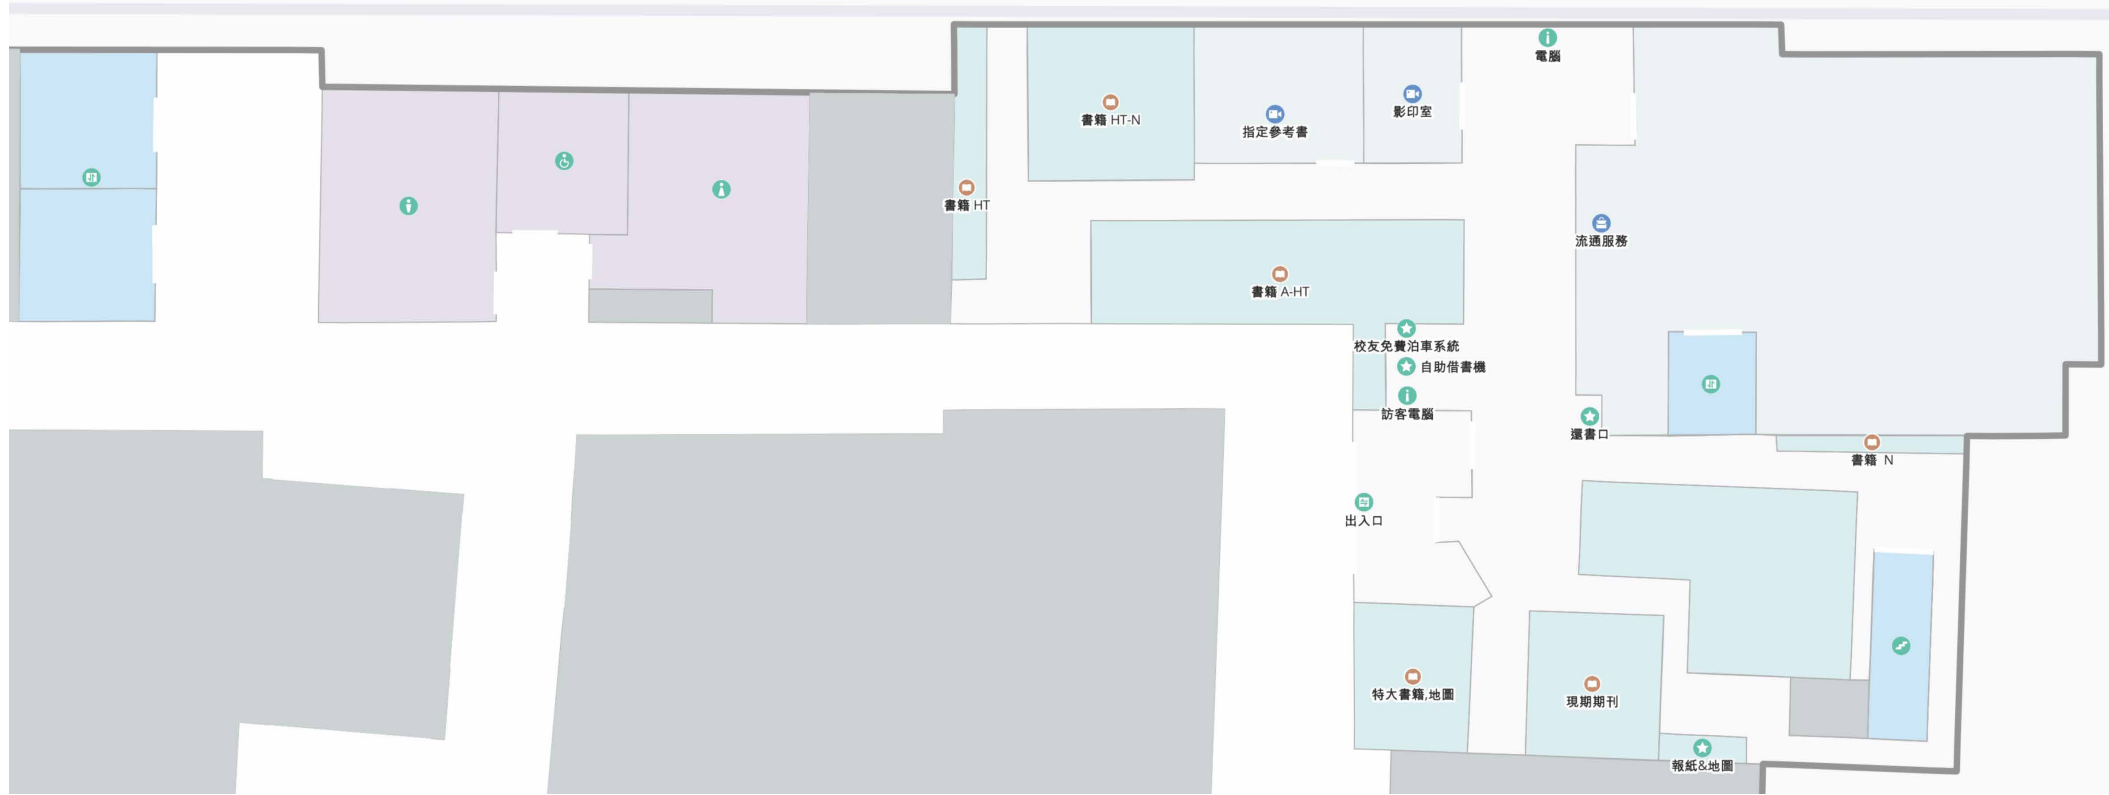 電腦
書籍 HT-N
指定參考書
影印室
書籍 HT
流通服務
書籍 A-HT
校友免費泊車系統
自助借書機
訪客電腦
還書口
書籍 N
出入口
特大書籍,地圖
現期期刊
報紙&地圖